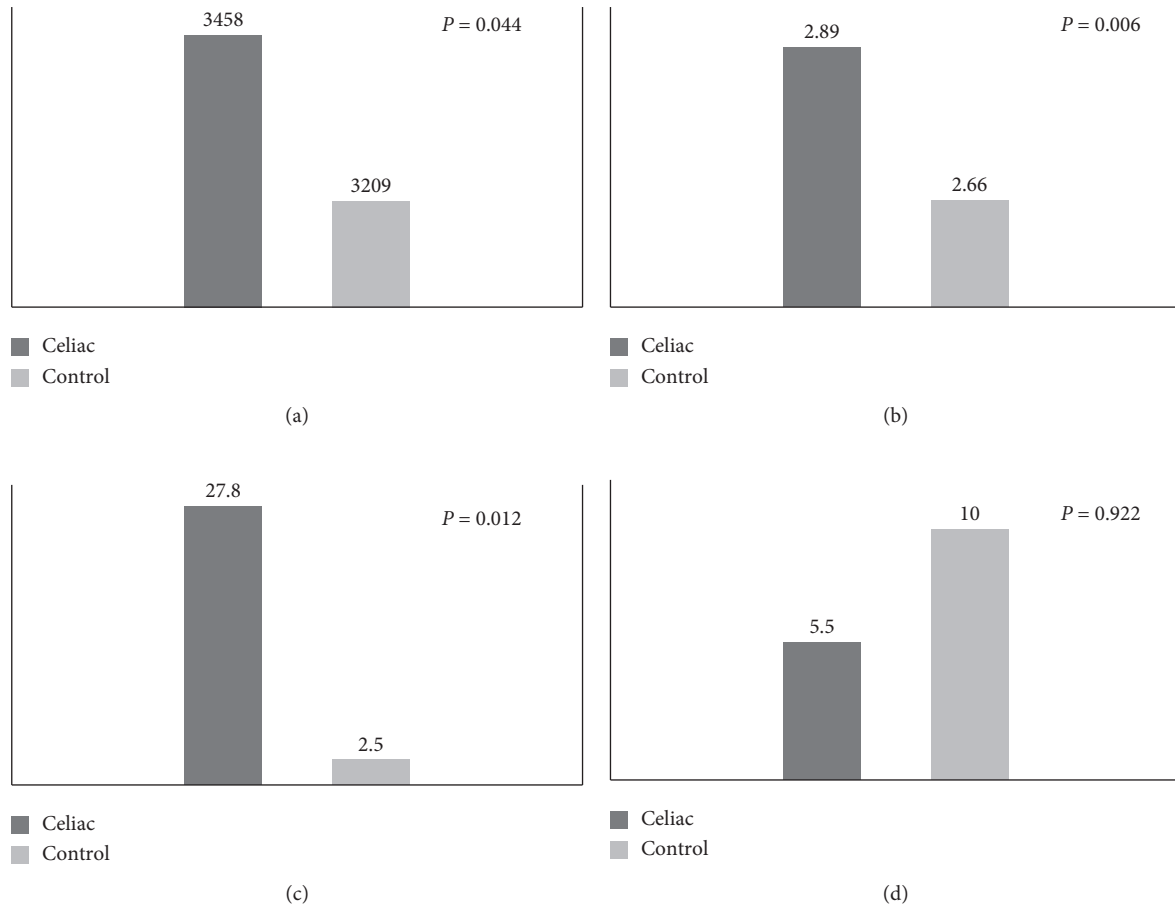 3458
P = 0.044
3209
Celiac
Control
(a)
2.89
P = 0.006
2.66
Celiac
Control
(b)
27.8
P = 0.012
2.5
Celiac
Control
(c)
10
P = 0.922
5.5
Celiac
Control
(d)